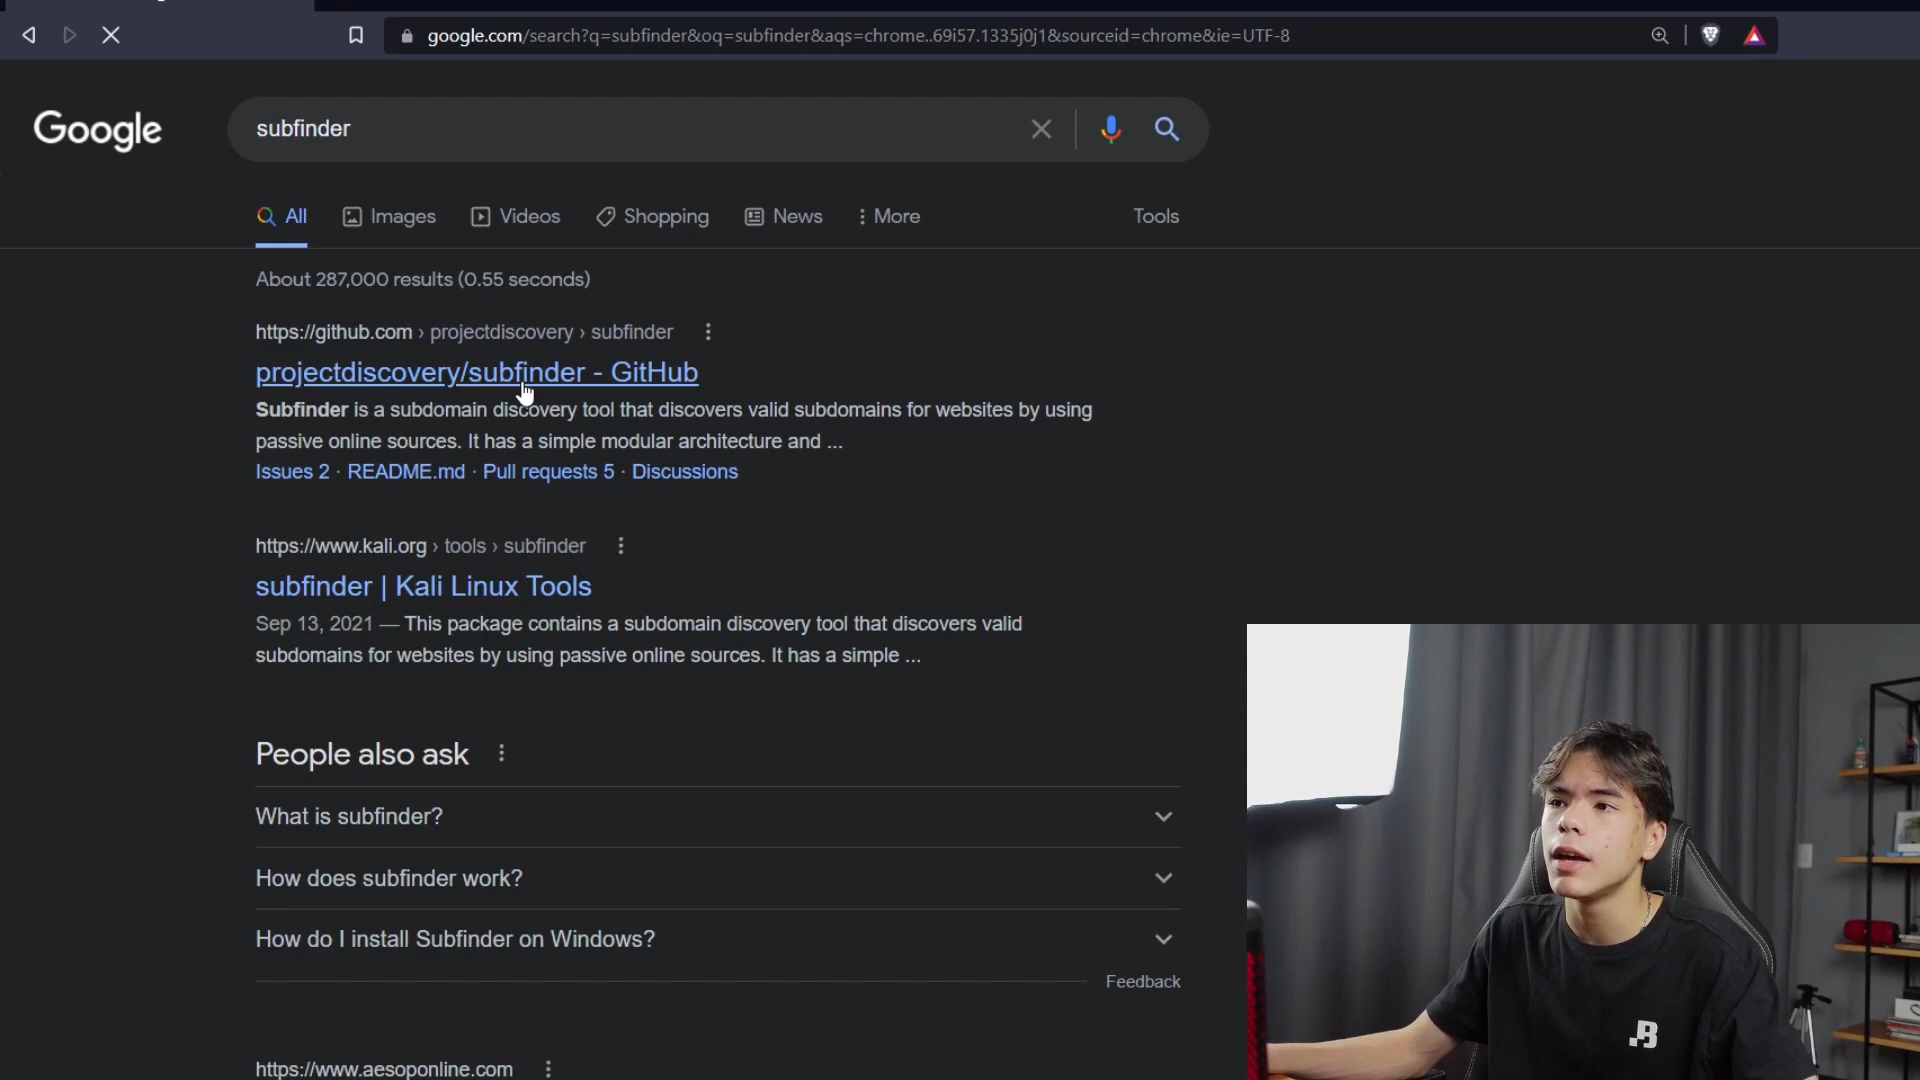 google.com/search?q=subfinder&oq=subfinder&aqs=chrome..69i57.1335j0j1&sourceid=chrome&ie=UTF-8
Google
subfinder
All
Images
Videos
Shopping
News
More
Tools
About 287,000 results (0.55 seconds)
https://github.com › projectdiscovery › subfinder
projectdiscovery/subfinder - GitHub
Subfinder is a subdomain discovery tool that discovers valid subdomains for websites by using
passive online sources. It has a simple modular architecture and ...
Issues 2 · README.md · Pull requests 5 · Discussions
https://www.kali.org › tools › subfinder
subfinder | Kali Linux Tools
Sep 13, 2021 — This package contains a subdomain discovery tool that discovers valid
subdomains for websites by using passive online sources. It has a simple ...
People also ask
What is subfinder?
How does subfinder work?
How do I install Subfinder on Windows?
Feedback
https://www.aesoponline.com